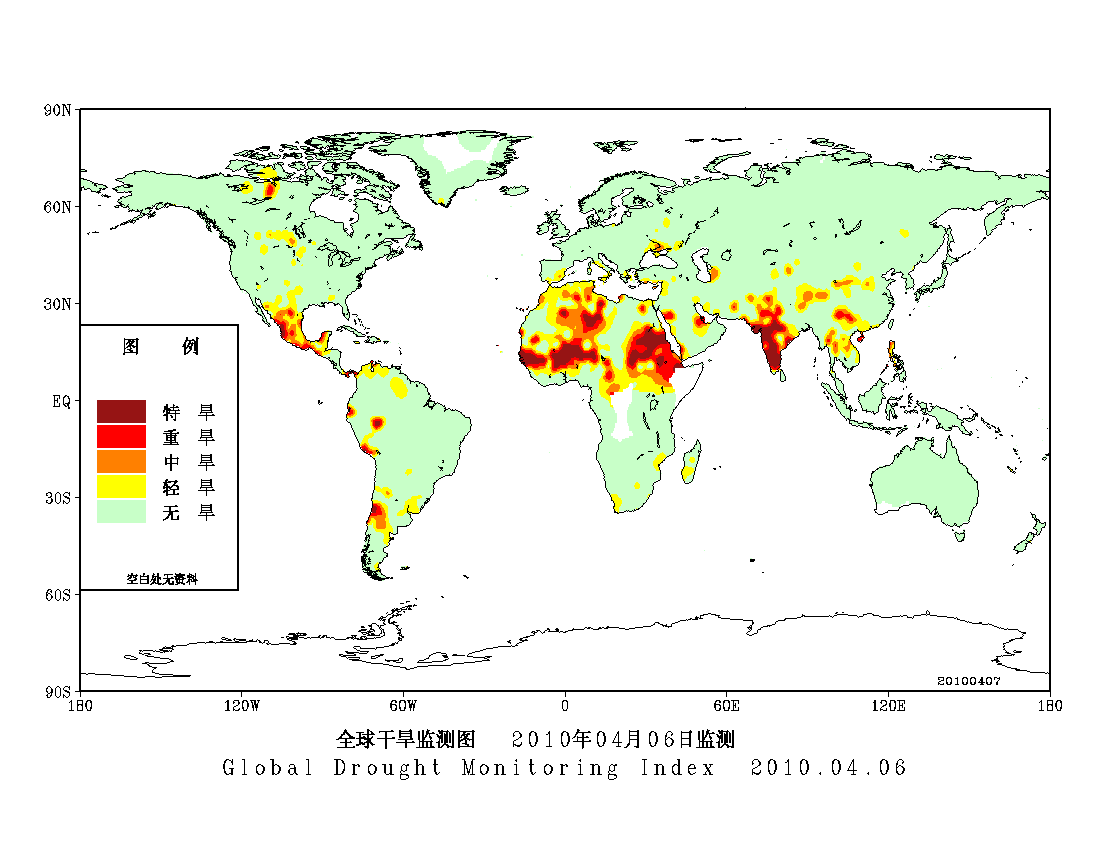 90N
60N
30N
EQ
30S
60S
90S
图 例
特 旱
重 旱
中 旱
轻 旱
无 旱
空白处无资料
20100407
180 120W 60W 0 60E 120E 180
全球干旱监测图 2010年04月06日监测
Global Drought Monitoring Index 2010.04.06